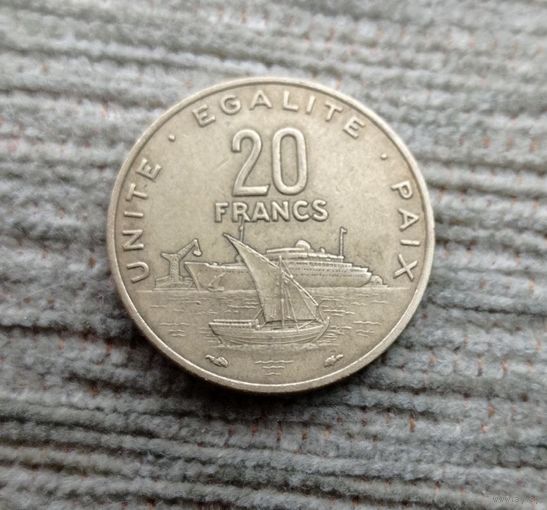 UNITE · EGALITE · PAIX
20
FRANCS